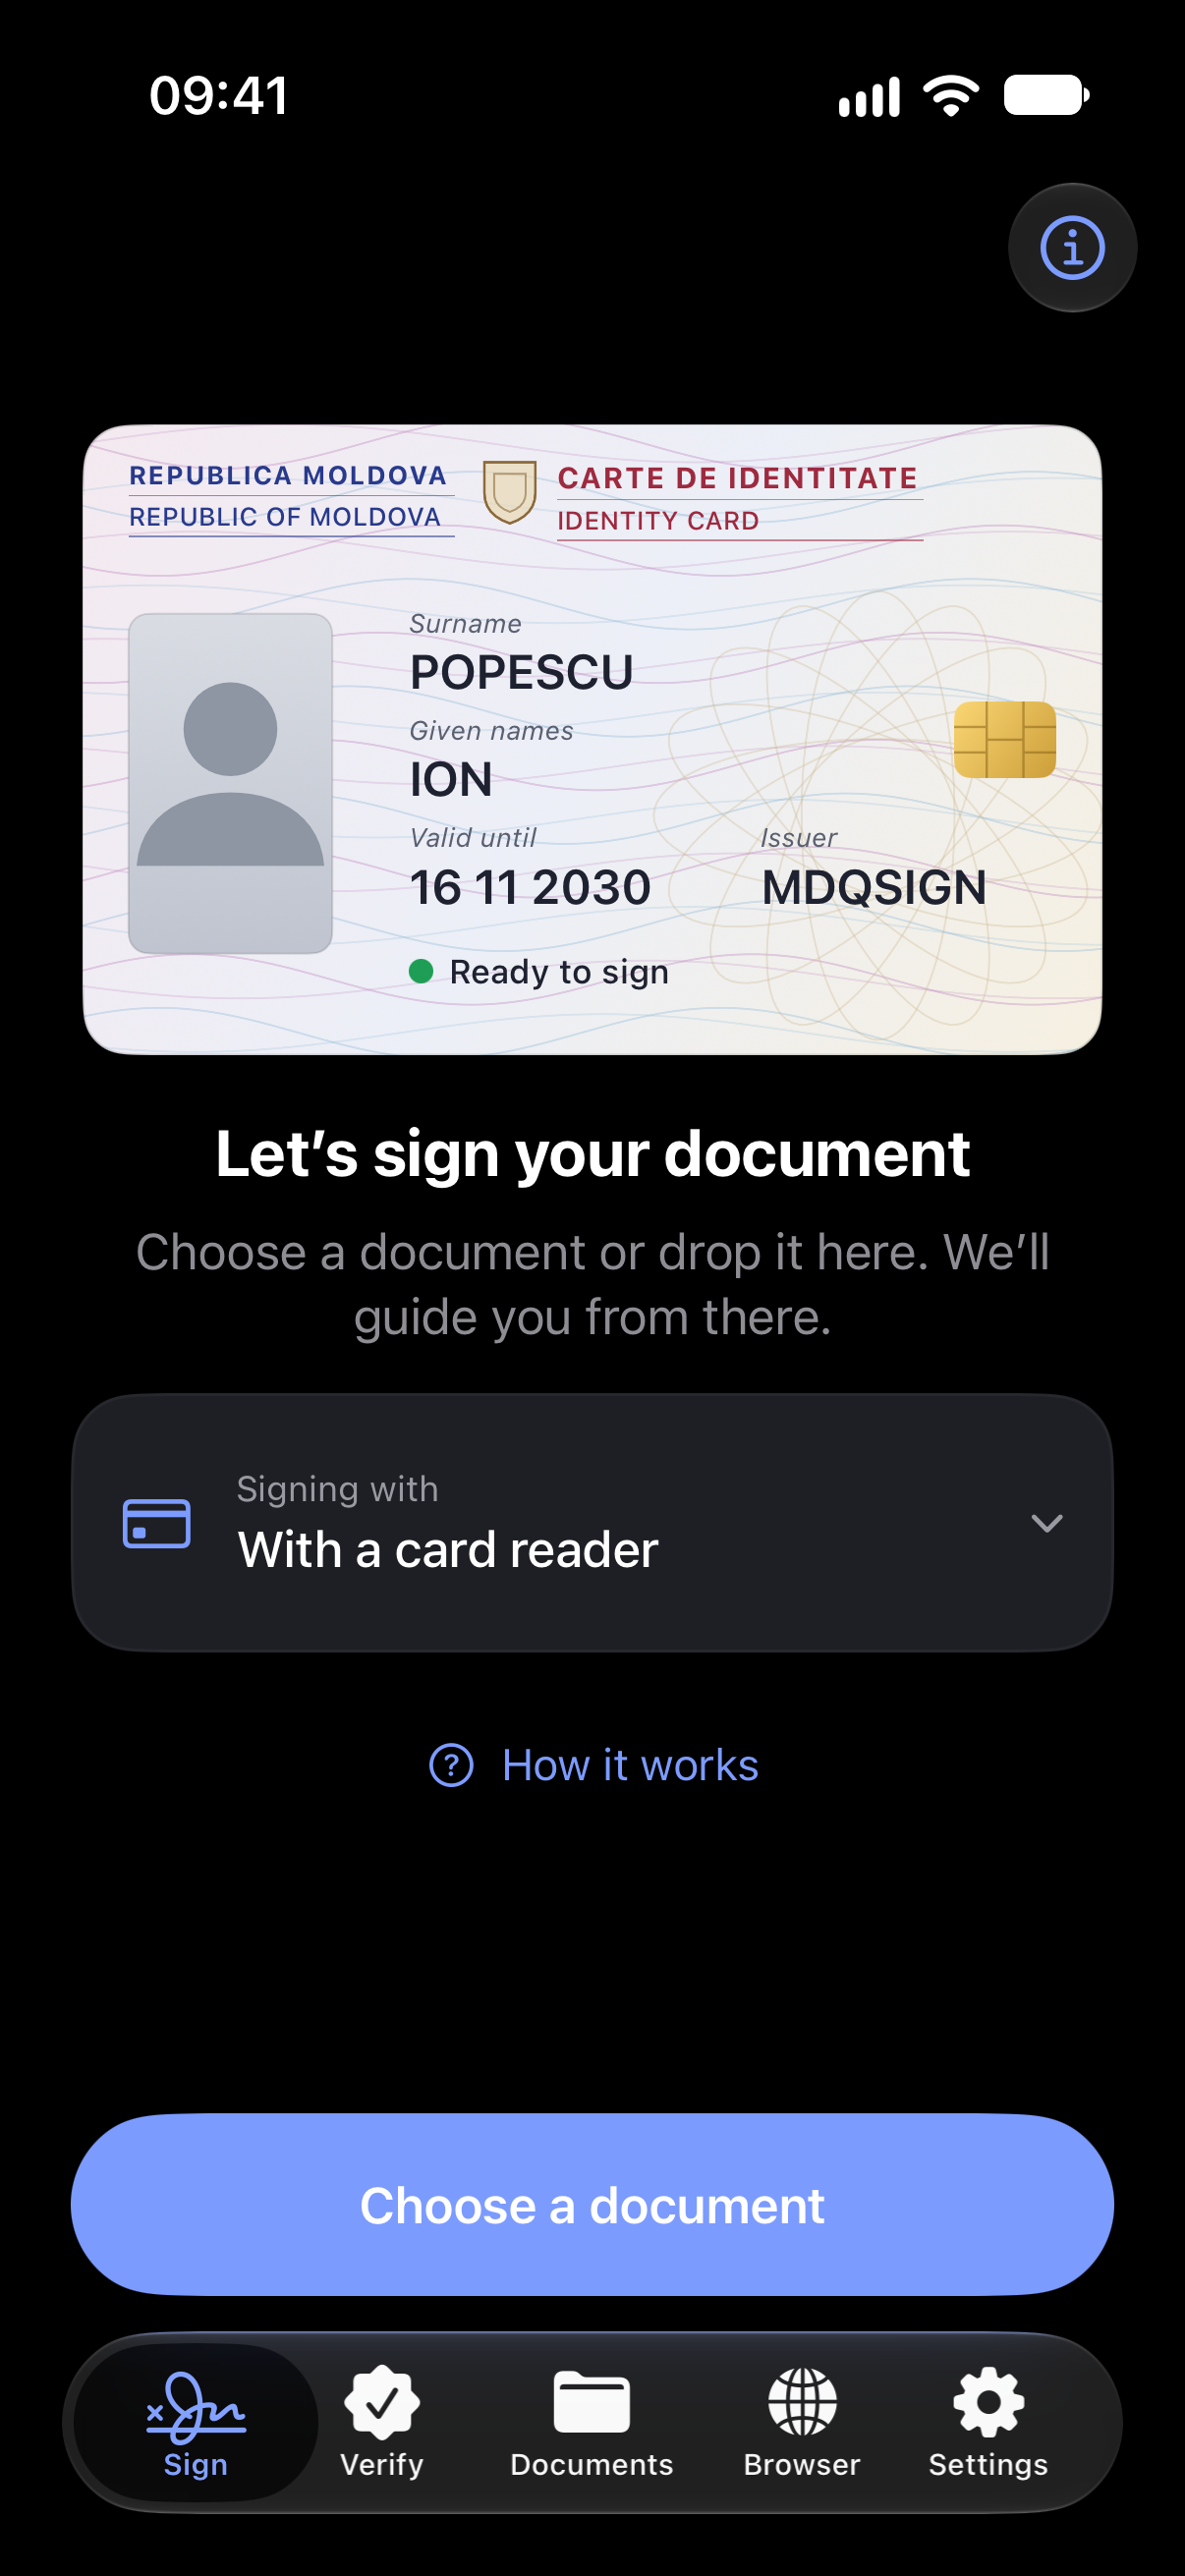 09:41
REPUBLICA MOLDOVA
REPUBLIC OF MOLDOVA
CARTE DE IDENTITATE
IDENTITY CARD
Surname
POPESCU
Given names
ION
Valid until
16 11 2030
Issuer
MDQSIGN
Ready to sign
Let’s sign your document
Choose a document or drop it here. We’ll
guide you from there.
Signing with
With a card reader
How it works
Choose a document
Sign
Verify
Documents
Browser
Settings